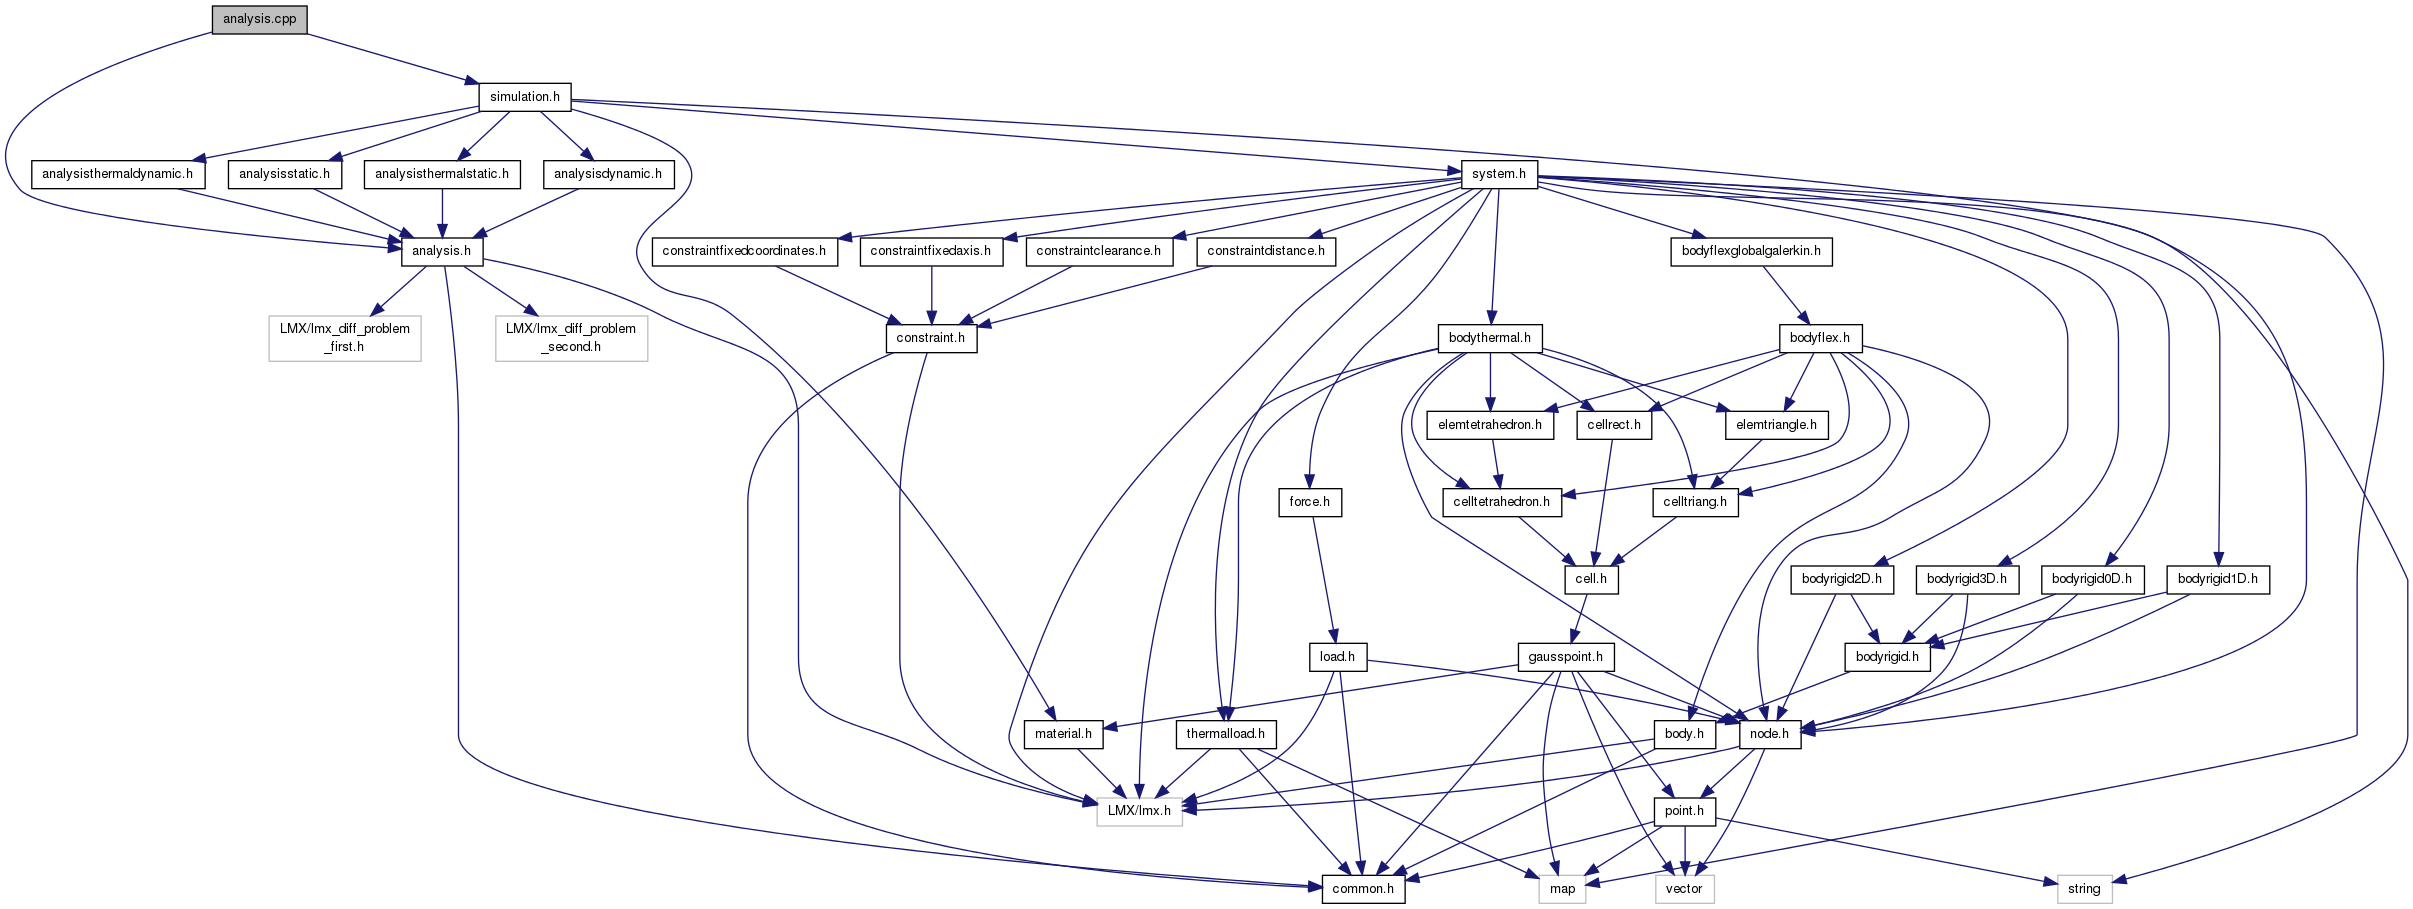 analysis.cpp
simulation.h
analysisthermaldynamic.h
analysisstatic.h
analysisthermalstatic.h
analysisdynamic.h
system.h
analysis.h
constraintfixedcoordinates.h
constraintfixedaxis.h
constraintclearance.h
constraintdistance.h
bodyflexglobalgalerkin.h
LMX/lmx_diff_problem
_first.h
LMX/lmx_diff_problem
_second.h
constraint.h
bodythermal.h
bodyflex.h
elemtetrahedron.h
cellrect.h
elemtriangle.h
force.h
celltetrahedron.h
celltriang.h
cell.h
bodyrigid2D.h
bodyrigid3D.h
bodyrigid0D.h
bodyrigid1D.h
load.h
gausspoint.h
bodyrigid.h
material.h
thermalload.h
body.h
node.h
LMX/lmx.h
point.h
common.h
map
vector
string